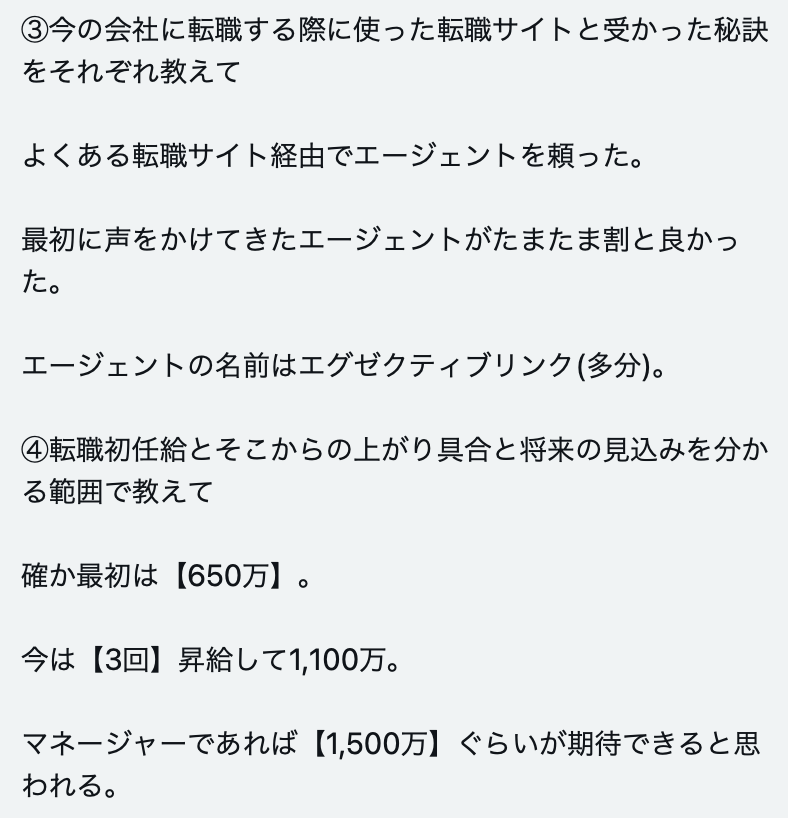 ③今の会社に転職する際に使った転職サイトと受かった秘訣
をそれぞれ教えて
よくある転職サイト経由でエージェントを頼った。
最初に声をかけてきたエージェントがたまたま割と良かっ
た。
エージェントの名前はエグゼクティブリンク(多分)。
④転職初任給とそこからの上がり具合と将来の見込みを分か
る範囲で教えて
確か最初は【650万】。
今は【3回】昇給して1,100万。
マネージャーであれば【1,500万】ぐらいが期待できると思
われる。